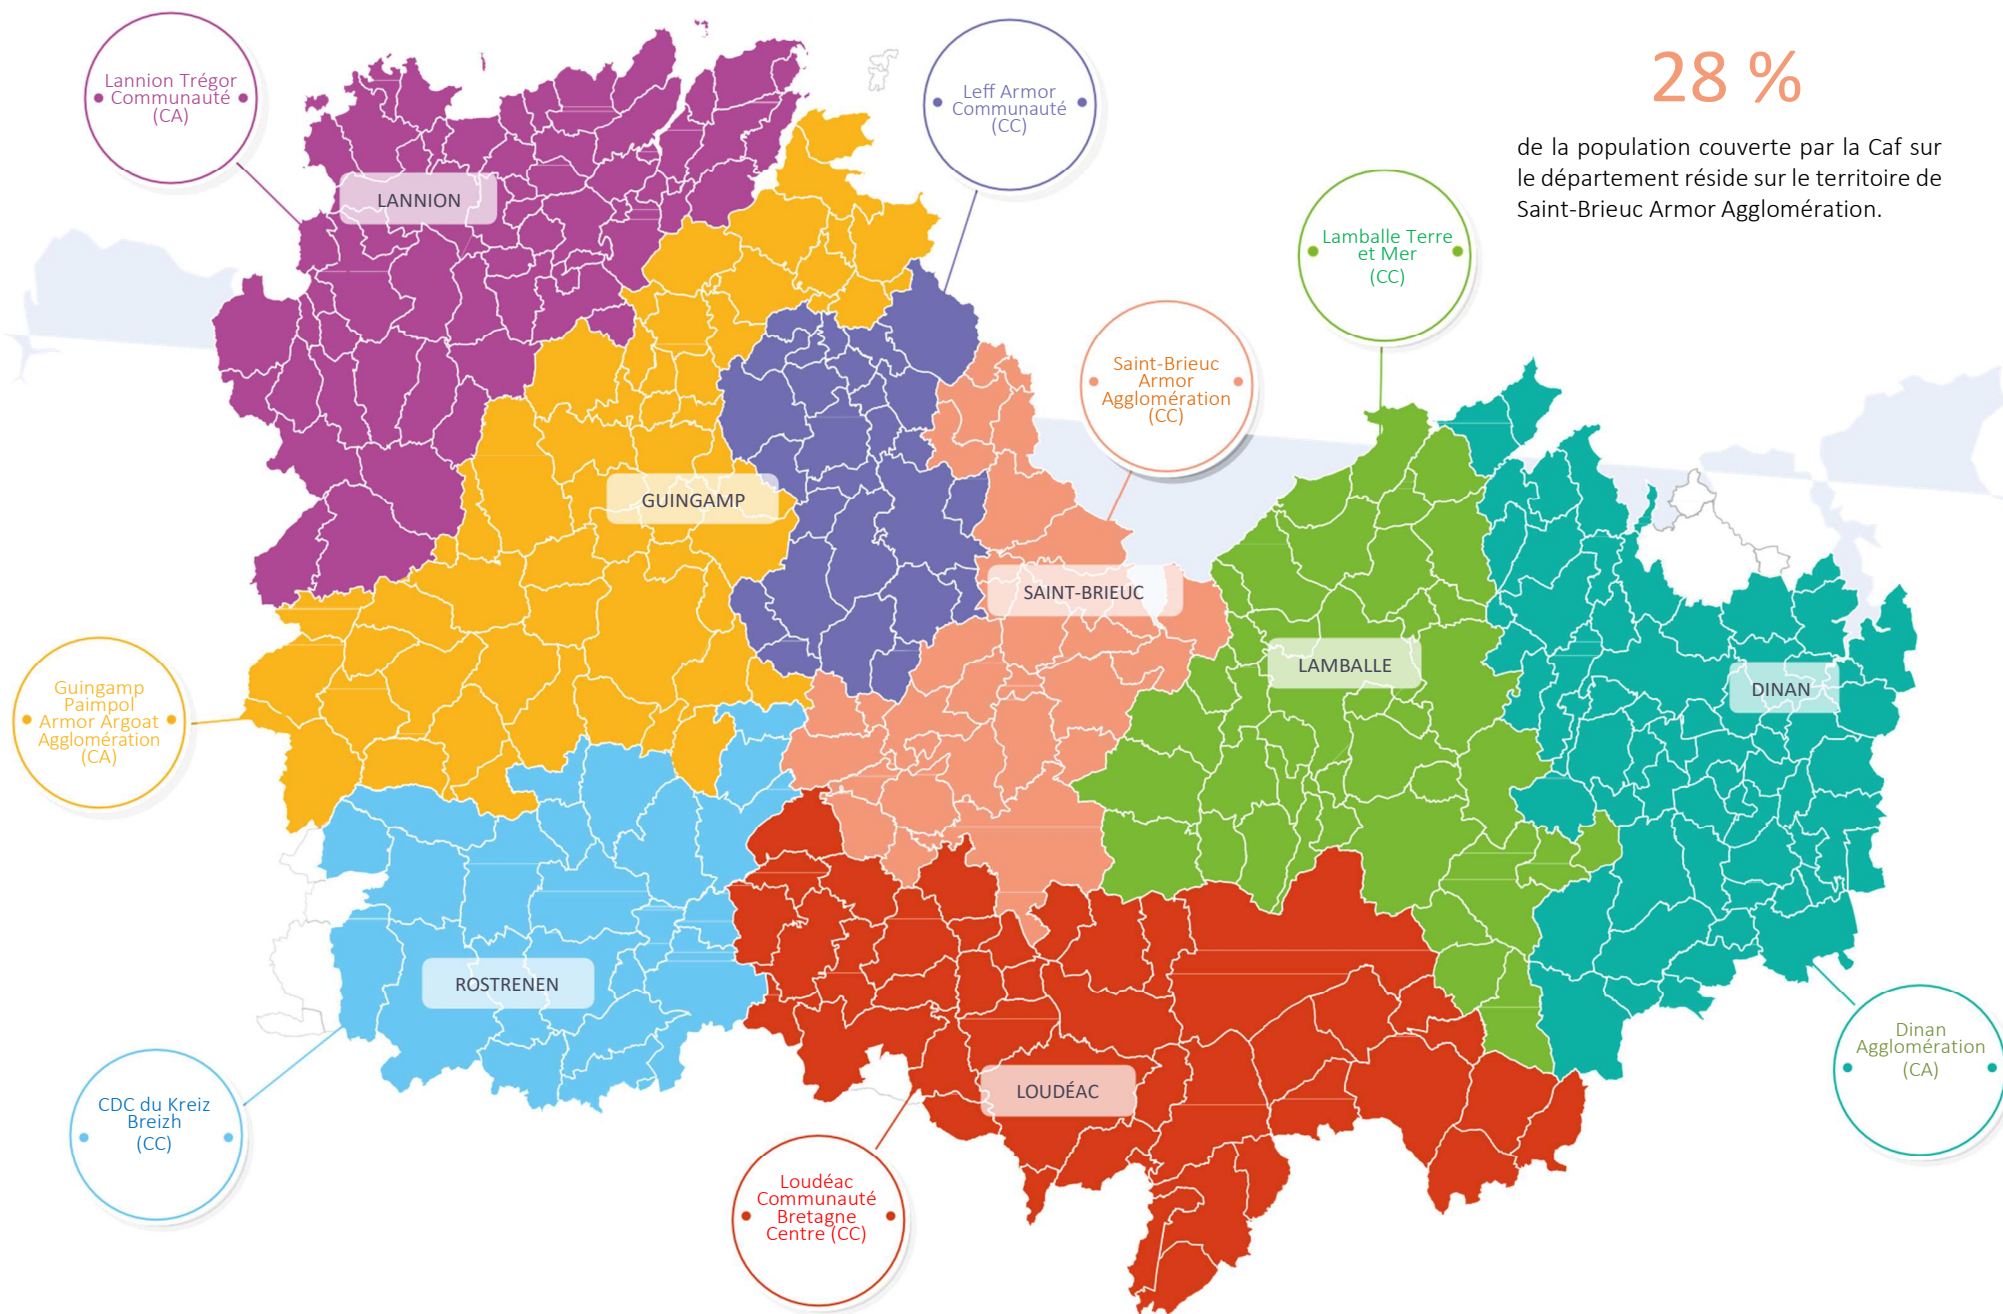 Lannion Trégor
Communauté
(CA)
Leff Armor
Communauté
(CC)
28 %
de la population couverte par la Caf sur
le département réside sur le territoire de
Saint-Brieuc Armor Agglomération.
LANNION
Lamballe Terre
et Mer
(CC)
Saint-Brieuc
Armor
Agglomération
(CC)
GUINGAMP
SAINT-BRIEUC
LAMBALLE
DINAN
Guingamp
Paimpol
Armor Argoat
Agglomération
(CA)
ROSTRENEN
LOUDÉAC
Dinan
Agglomération
(CA)
CDC du Kreiz
Breizh
(CC)
Loudéac
Communauté
Bretagne
Centre (CC)